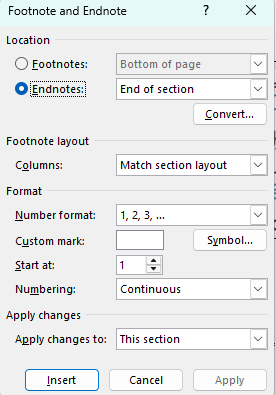 Footnote and Endnote ? ×
Location
Footnotes: Bottom of page
Endnotes: End of section
Convert...
Footnote layout
Columns: Match section layout
Format
Number format: 1, 2, 3, ...
Custom mark: Symbol...
Start at: 1
Numbering: Continuous
Apply changes
Apply changes to: This section
Insert Cancel Apply